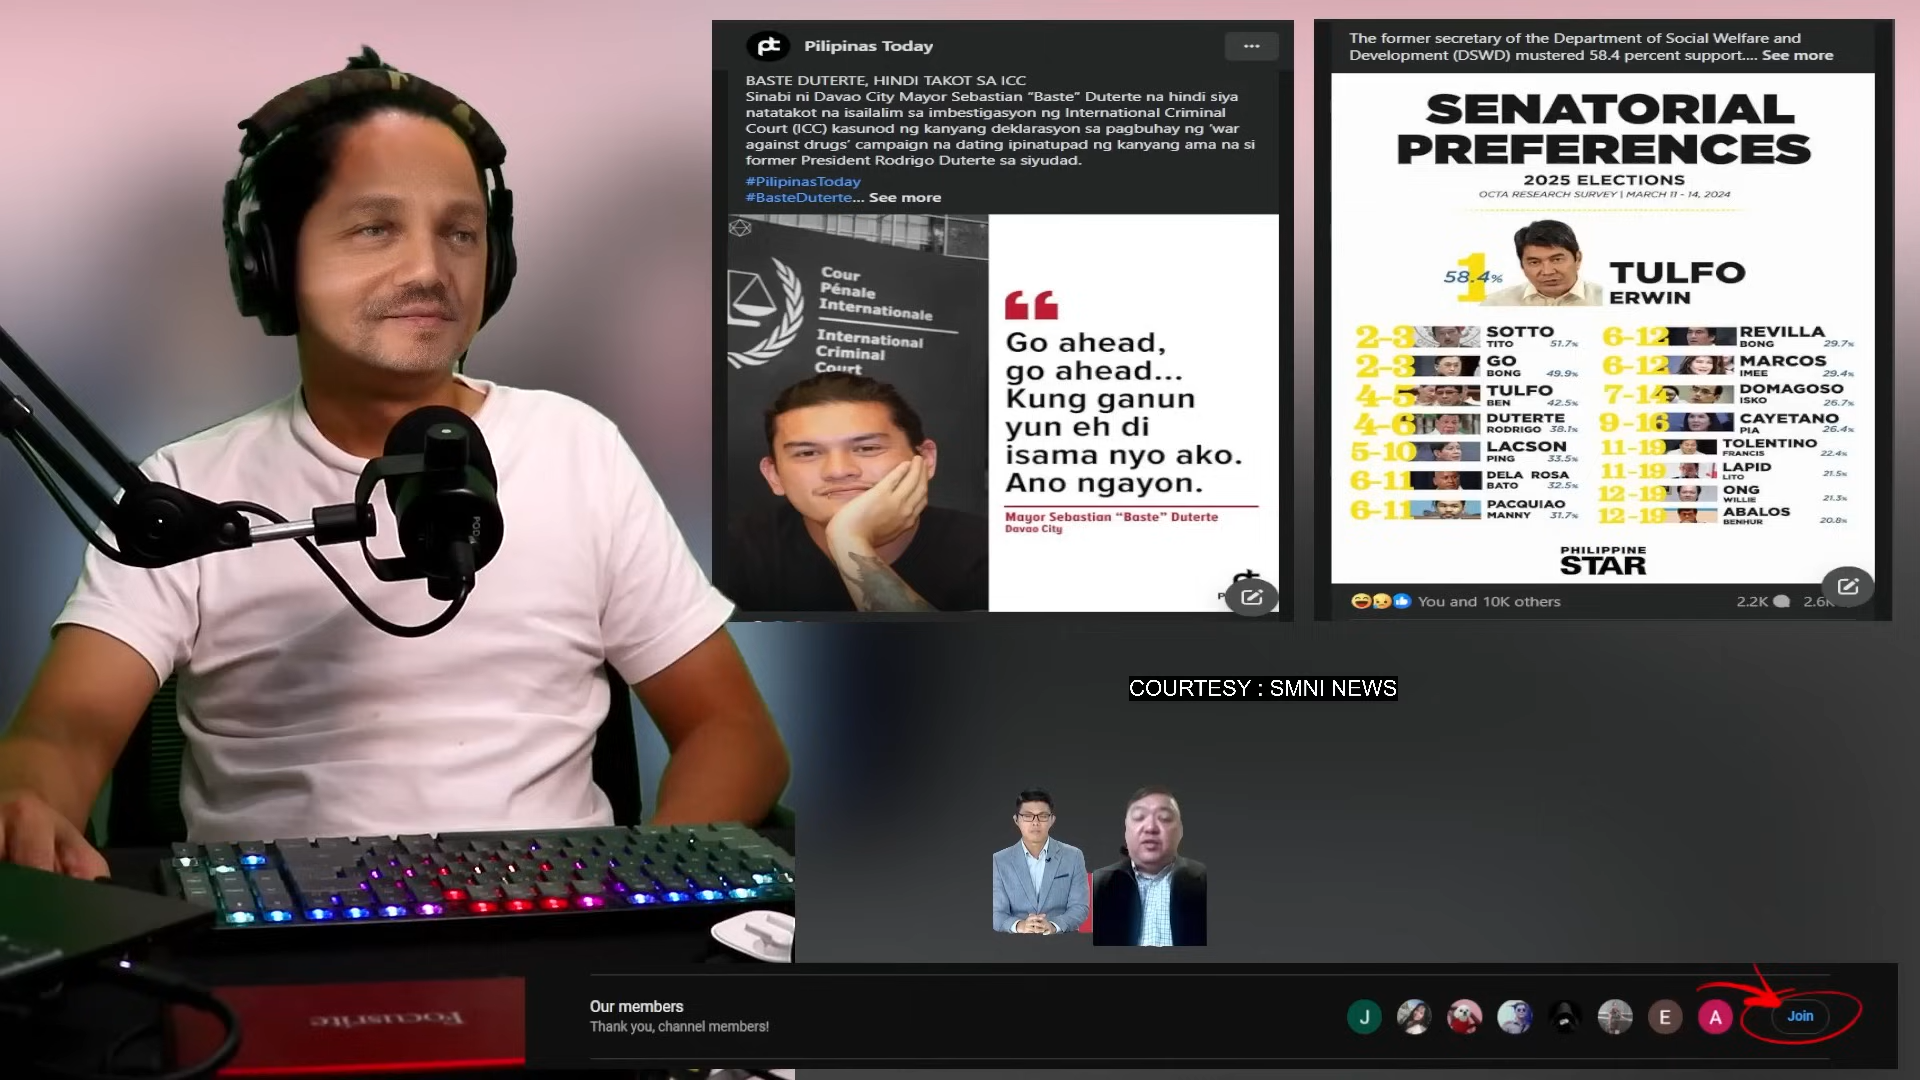 Pilipinas Today
BASTE DUTERTE, HINDI TAKOT SA ICC
Sinabi ni Davao City Mayor Sebastian “Baste” Duterte na hindi siya
natatakot na isailalim sa imbestigasyon ng International Criminal
Court (ICC) kasunod ng kanyang deklarasyon sa pagbuhay ng ‘war
against drugs’ campaign na dating ipinatupad ng kanyang ama na si
former President Rodrigo Duterte sa siyudad.
#PilipinasToday
#BasteDuterte... See more
Cour
Pénale
Internationale
International
Criminal
Court
Go ahead,
go ahead...
Kung ganun
yun eh di
isama nyo ako.
Ano ngayon.
Mayor Sebastian “Baste” Duterte
Davao City
The former secretary of the Department of Social Welfare and
Development (DSWD) mustered 58.4 percent support.... See more
SENATORIAL
PREFERENCES
2025 ELECTIONS
OCTA RESEARCH SURVEY | MARCH 11 - 14, 2024
1
58.4%
TULFO
ERWIN
2-3 SOTTO
TITO 51.7%
2-3 GO
BONG 49.9%
4-5 TULFO
BEN 42.5%
4-6 DUTERTE
RODRIGO 38.1%
5-10 LACSON
PING 33.5%
6-11 DELA ROSA
BATO 32.5%
6-11 PACQUIAO
MANNY 31.7%
6-12 REVILLA
BONG 29.7%
6-12 MARCOS
IMEE 29.4%
7-14 DOMAGOSO
ISKO 26.7%
9-16 CAYETANO
PIA 26.4%
11-19 TOLENTINO
FRANCIS 22.4%
11-19 LAPID
LITO 21.5%
12-19 ONG
WILLIE 21.3%
12-19 ABALOS
BENHUR 20.8%
PHILIPPINE
STAR
You and 10K others
2.2K
COURTESY : SMNI NEWS
Focusrite
Our members
Thank you, channel members!
J
E
A
Join